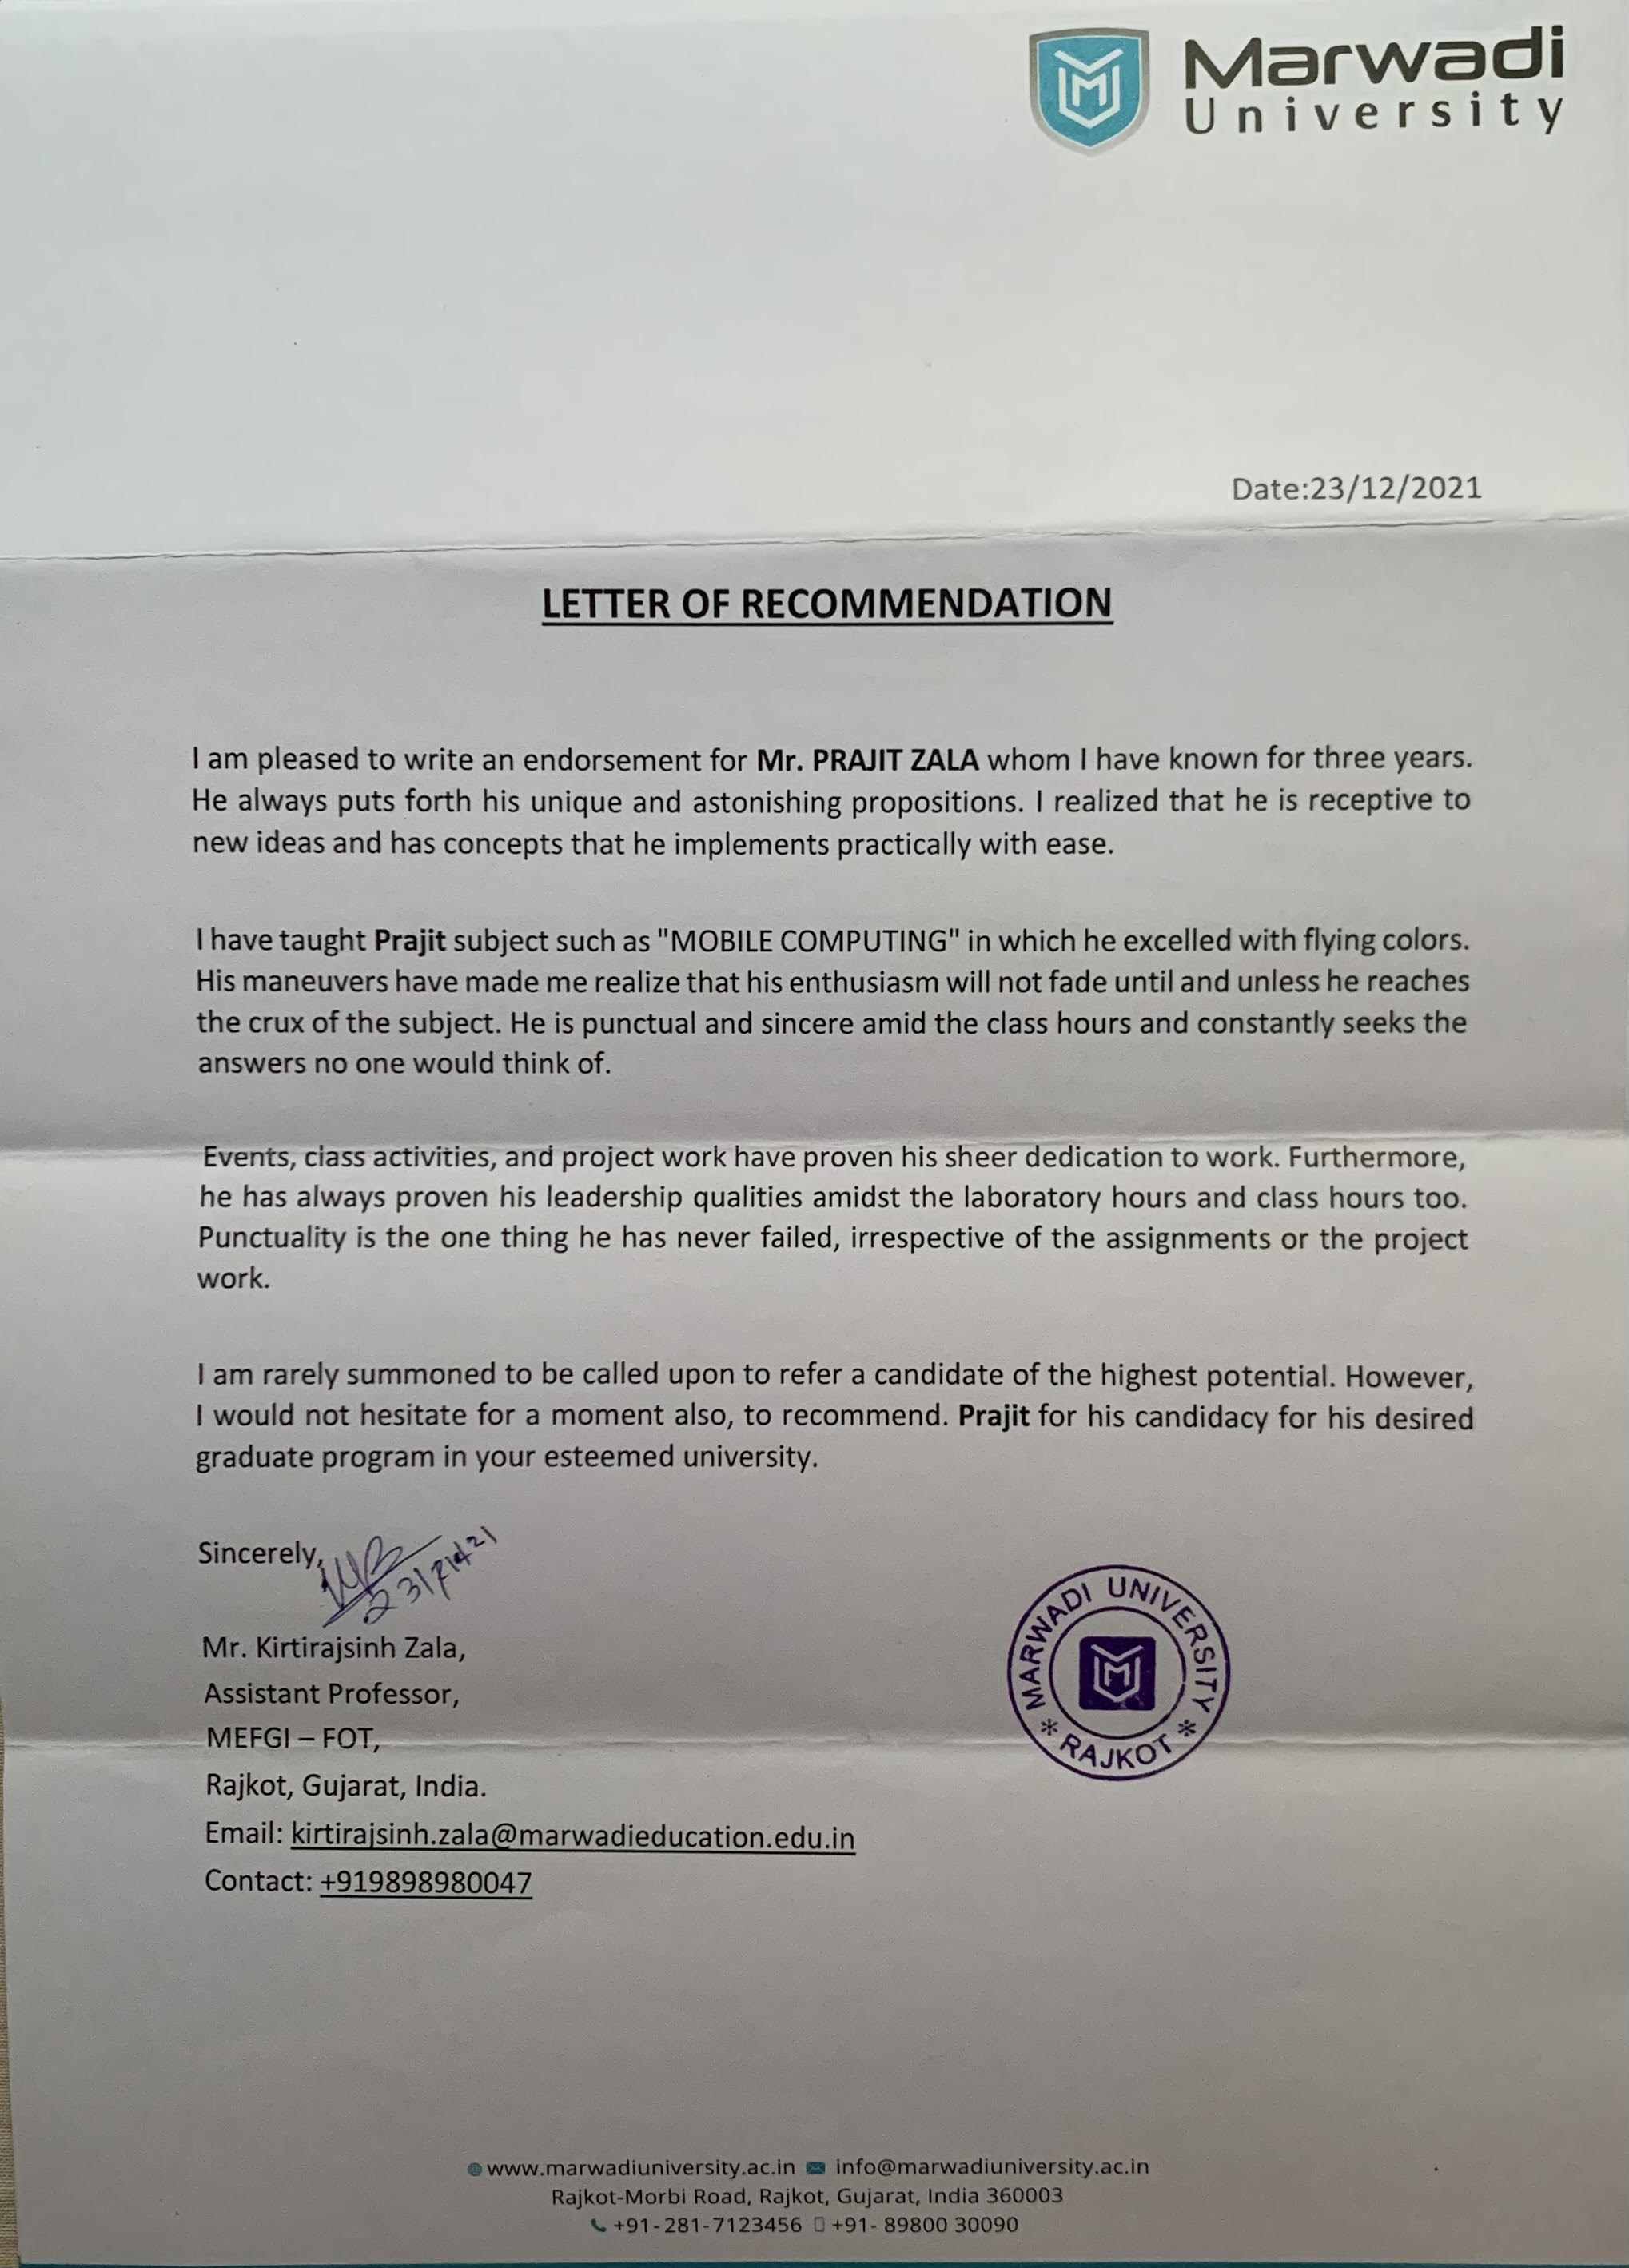 Marwadi
University
Date:23/12/2021
LETTER OF RECOMMENDATION
I am pleased to write an endorsement for Mr. PRAJIT ZALA whom I have known for three years.
He always puts forth his unique and astonishing propositions. I realized that he is receptive to
new ideas and has concepts that he implements practically with ease.
I have taught Prajit subject such as "MOBILE COMPUTING" in which he excelled with flying colors.
His maneuvers have made me realize that his enthusiasm will not fade until and unless he reaches
the crux of the subject. He is punctual and sincere amid the class hours and constantly seeks the
answers no one would think of.
Events, class activities, and project work have proven his sheer dedication to work. Furthermore,
he has always proven his leadership qualities amidst the laboratory hours and class hours too.
Punctuality is the one thing he has never failed, irrespective of the assignments or the project
work.
I am rarely summoned to be called upon to refer a candidate of the highest potential. However,
I would not hesitate for a moment also, to recommend. Prajit for his candidacy for his desired
graduate program in your esteemed university.
Sincerely,
Mr. Kirtirajsinh Zala,
Assistant Professor,
MEFGI – FOT,
Rajkot, Gujarat, India.
Email: kirtirajsinh.zala@marwadieducation.edu.in
Contact: +919898980047
MARWADI UNIVERSITY
* RAJKOT *
www.marwadiuniversity.ac.in info@marwadiuniversity.ac.in
Rajkot-Morbi Road, Rajkot, Gujarat, India 360003
+91-281-7123456 +91- 89800 30090